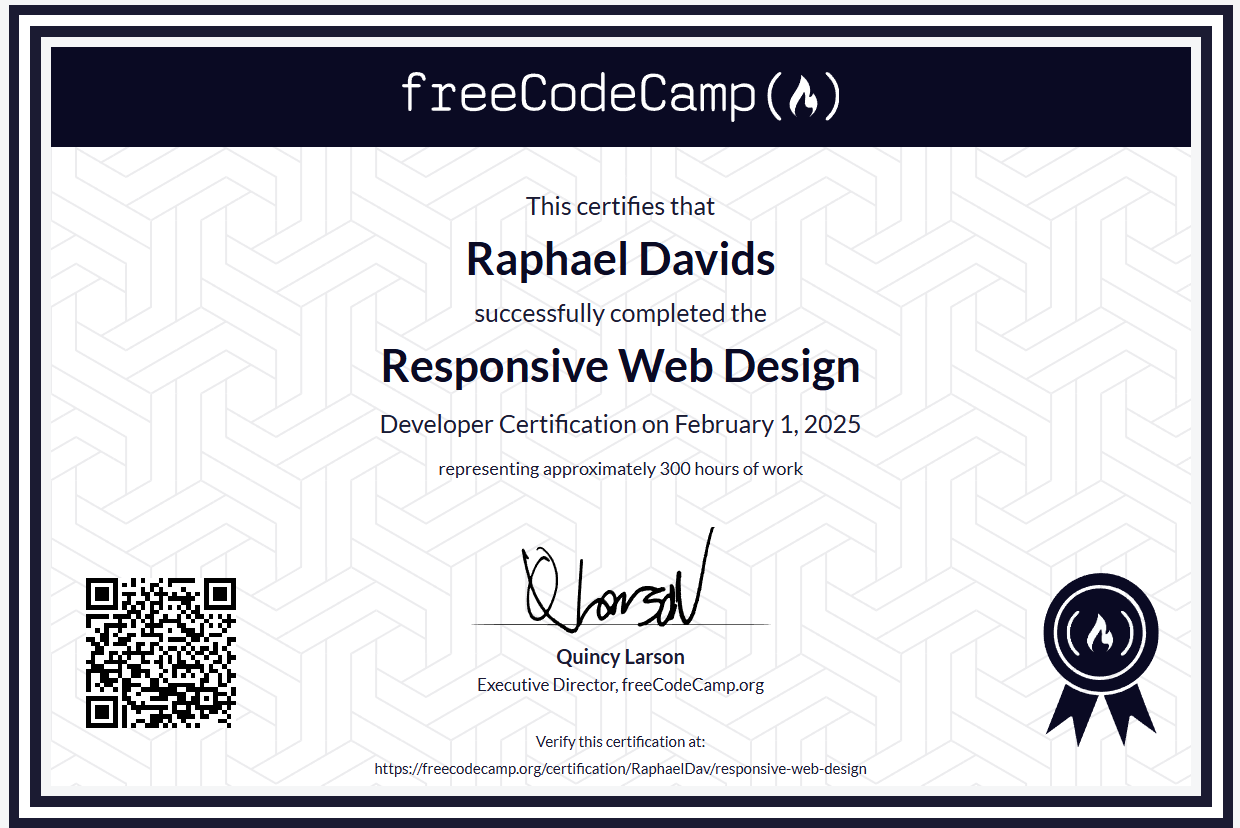 freeCodeCamp
This certifies that
Raphael Davids
successfully completed the
Responsive Web Design
Developer Certification on February 1, 2025
representing approximately 300 hours of work
Q Larson
Quincy Larson
Executive Director, freeCodeCamp.org
Verify this certification at:
https://freecodecamp.org/certification/RaphaelDav/responsive-web-design